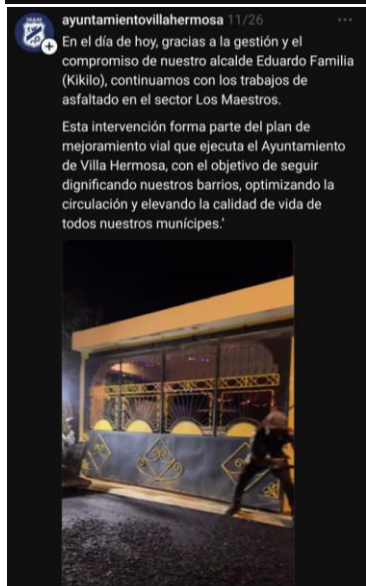 ayuntamientovillahermosa 11/26
En el día de hoy, gracias a la gestión y el
compromiso de nuestro alcalde Eduardo Familia
(Kikilo), continuamos con los trabajos de
asfaltado en el sector Los Maestros.
Esta intervención forma parte del plan de
mejoramiento vial que ejecuta el Ayuntamiento
de Villa Hermosa, con el objetivo de seguir
dignificando nuestros barrios, optimizando la
circulación y elevando la calidad de vida de
todos nuestros munícipes.'